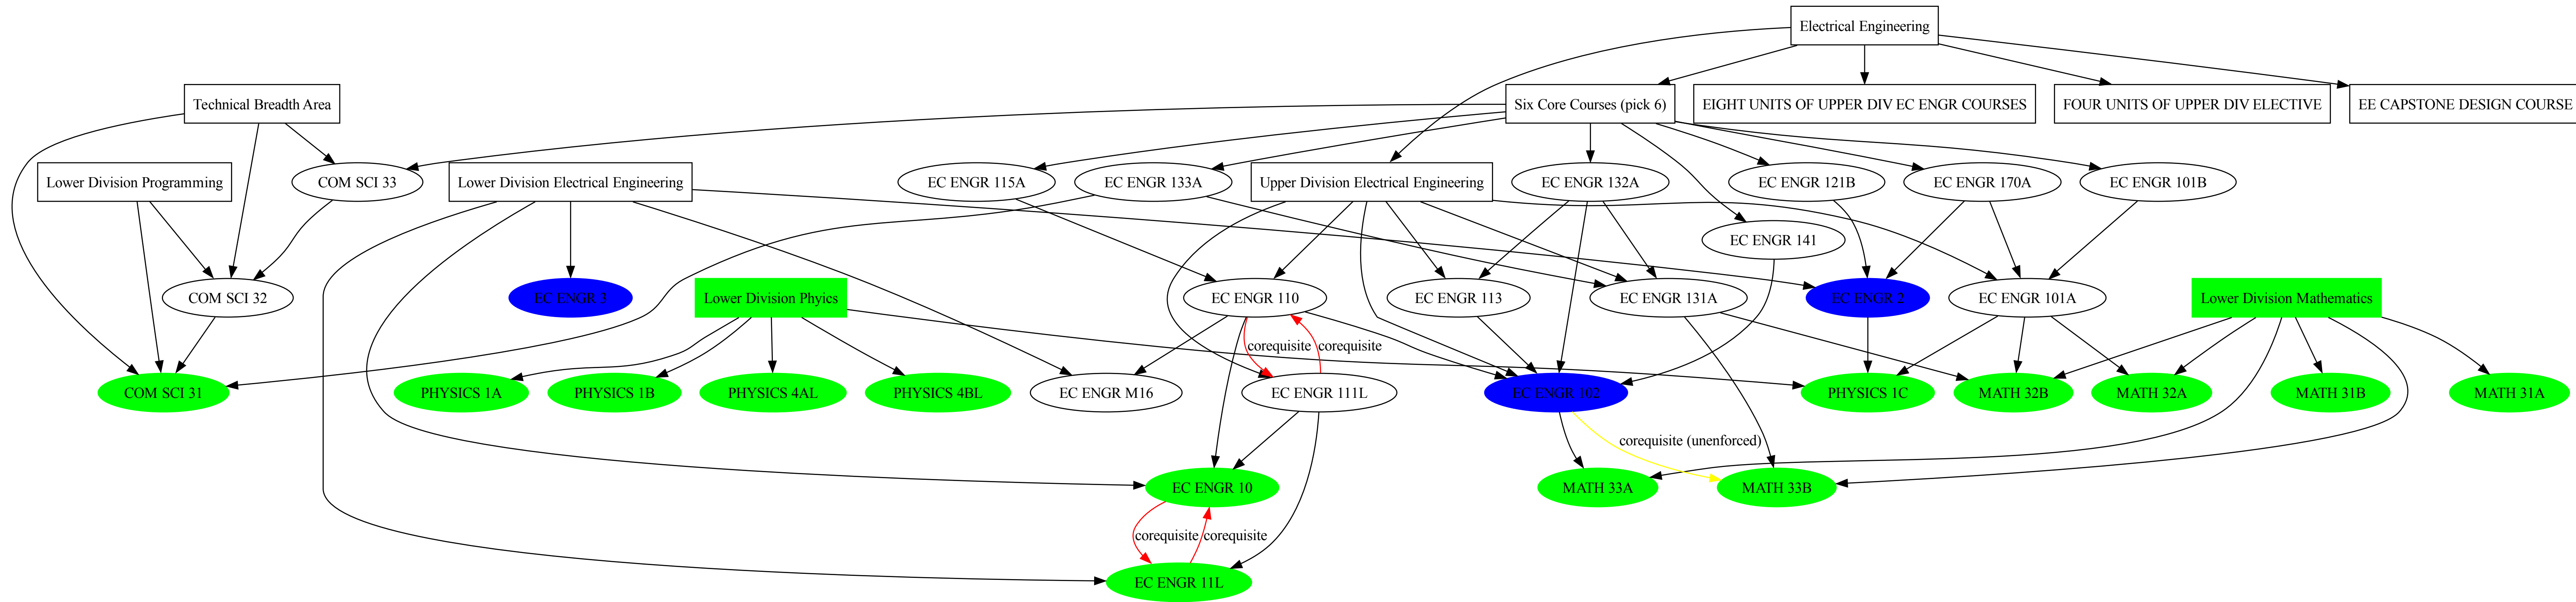 Electrical Engineering
Technical Breadth Area
Six Core Courses (pick 6)
EIGHT UNITS OF UPPER DIV EC ENGR COURSES
FOUR UNITS OF UPPER DIV ELECTIVE
EE CAPSTONE DESIGN COURSE
Lower Division Programming
COM SCI 33
Lower Division Electrical Engineering
EC ENGR 115A
EC ENGR 133A
Upper Division Electrical Engineering
EC ENGR 132A
EC ENGR 121B
EC ENGR 170A
EC ENGR 101B
EC ENGR 141
COM SCI 32
EC ENGR 3
Lower Division Phyics
EC ENGR 110
EC ENGR 113
EC ENGR 131A
EC ENGR 2
EC ENGR 101A
Lower Division Mathematics
corequisite
corequisite
COM SCI 31
PHYSICS 1A
PHYSICS 1B
PHYSICS 4AL
PHYSICS 4BL
EC ENGR M16
EC ENGR 111L
EC ENGR 102
PHYSICS 1C
MATH 32B
MATH 32A
MATH 31B
MATH 31A
corequisite (unenforced)
EC ENGR 10
MATH 33A
MATH 33B
corequisite
corequisite
EC ENGR 11L